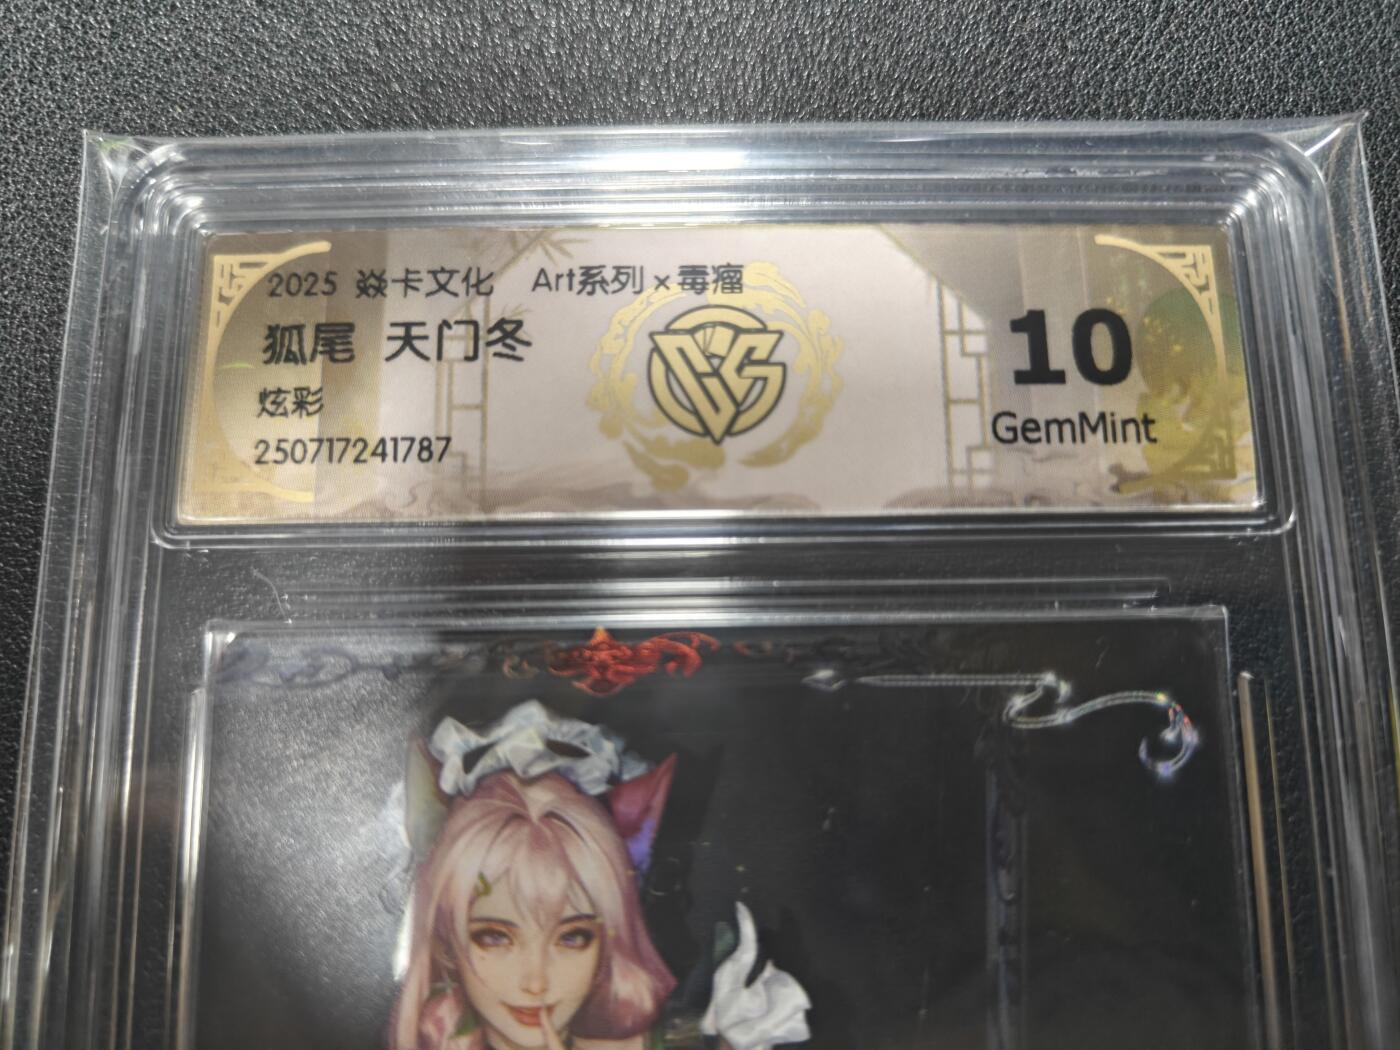 2025 焱卡文化 Art系列×毒瘤
狐尾 天门冬
炫彩
250717241787
CCS
10
GemMint